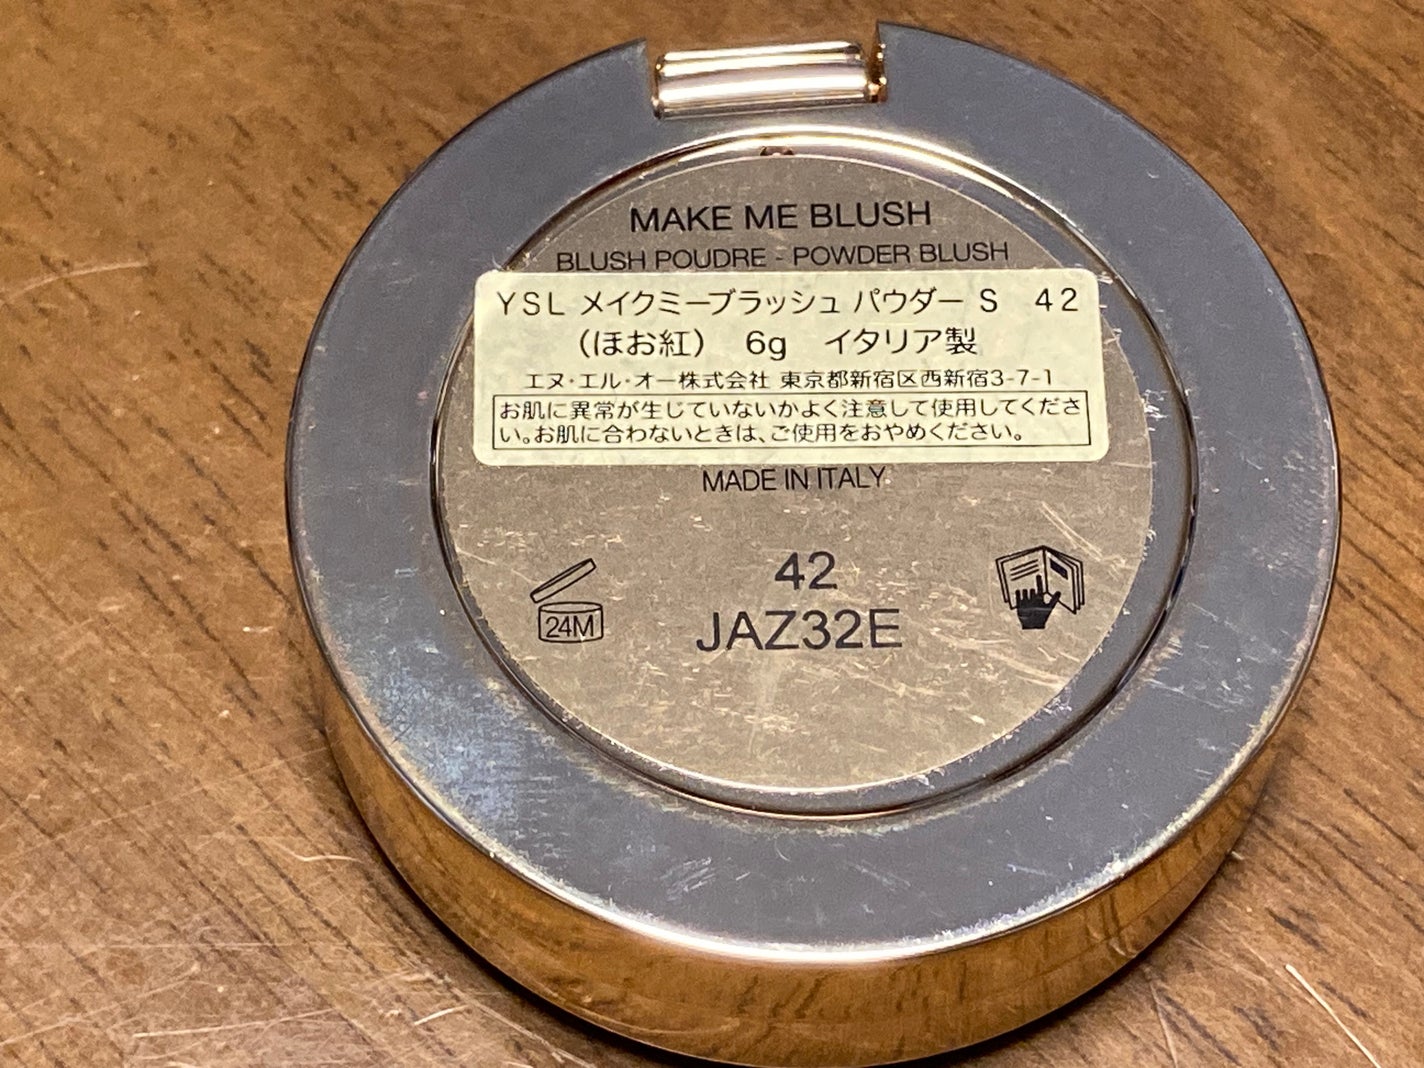 MAKE ME BLUSH
BLUSH POUDRE - POWDER BLUSH
YSL メイクミーブラッシュ パウダー S 42
（ほお紅） 6g イタリア製
エヌ・エル・オー株式会社 東京都新宿区西新宿3-7-1
お肌に異常が生じていないかよく注意して使用してくださ
い。お肌に合わないときは、ご使用をおやめください。
MADE IN ITALY
42
24M
JAZ32E